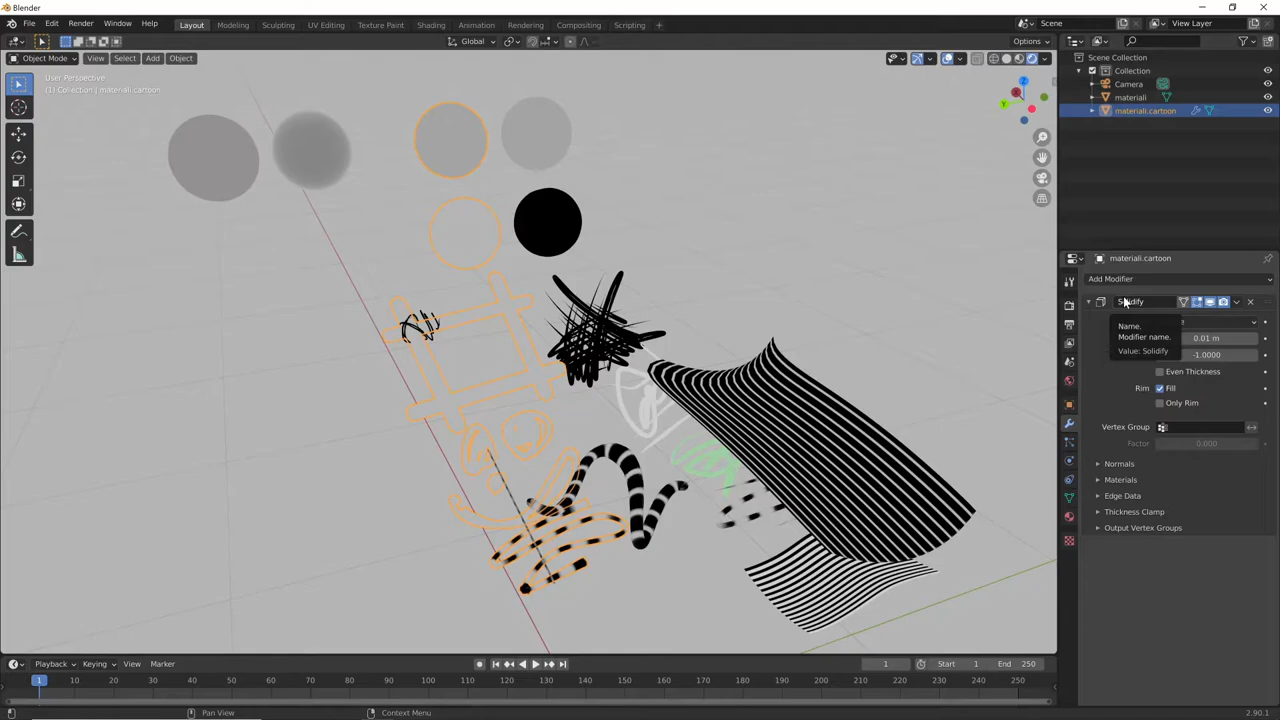 Blender
File Edit Render Window Help Layout Modeling Sculpting UV Editing Texture Paint Shading Animation Rendering Compositing Scripting + Scene View Layer
Global Options
Object Mode View Select Add Object
User Perspective
(1) Collection | materiali.cartoon
Scene Collection
Collection
Camera
materiali
materiali.cartoon
Z
Y
materiali.cartoon
Add Modifier
Solidify
Name.
Modifier name.
Value: Solidify
0.01 m
-1.0000
Even Thickness
Rim Fill
Only Rim
Vertex Group
Factor 0.000
Normals
Materials
Edge Data
Thickness Clamp
Output Vertex Groups
Playback Keying View Marker 1 Start 1 End 250
1 10 20 30 40 50 60 70 80 90 100 110 120 130 140 150 160 170 180 190 200 210 220 230 240 250
Pan View Context Menu 2.90.1